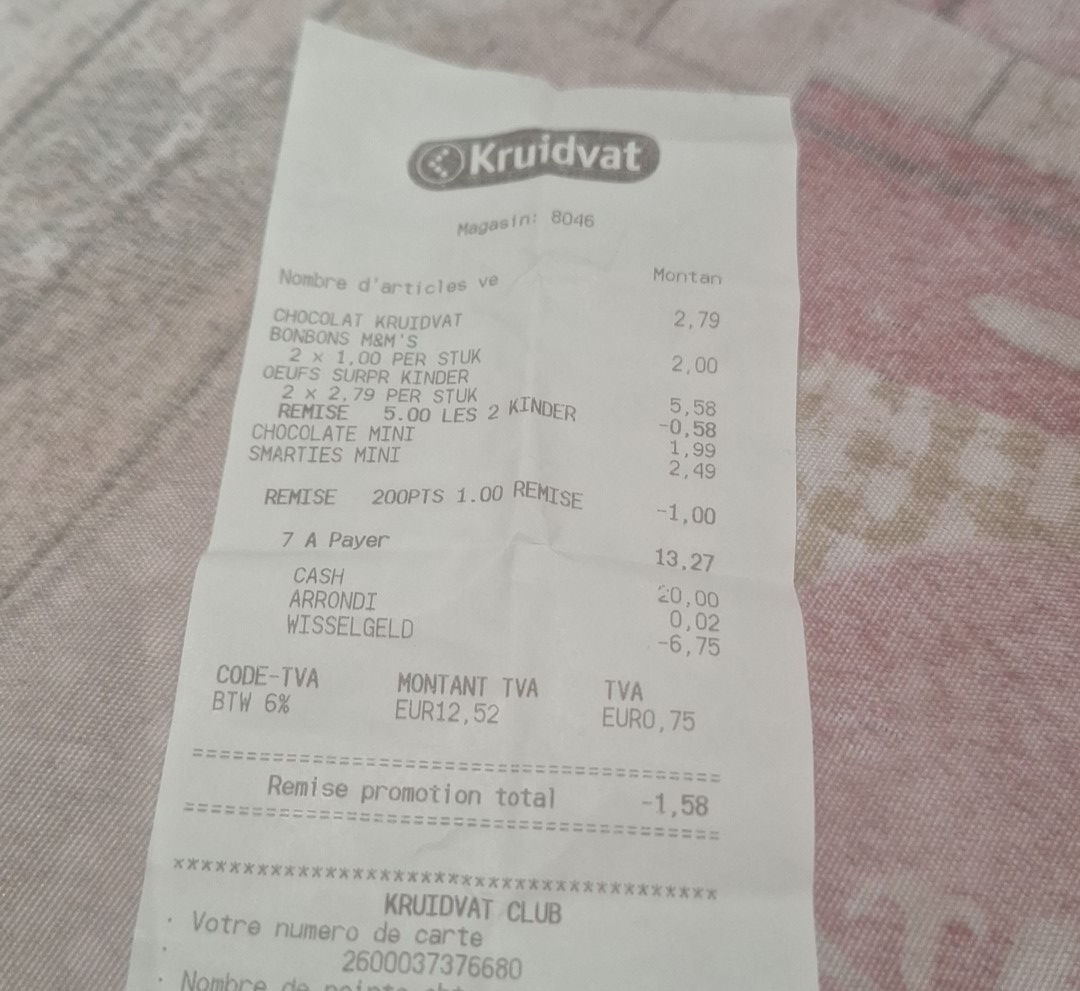 Kruidvat
Magasin: 8046
Nombre d'articles ve Montan
CHOCOLAT KRUIDVAT 2,79
BONBONS M&M'S
2 x 1,00 PER STUK 2,00
OEUFS SURPR KINDER
2 x 2,79 PER STUK 5,58
REMISE 5.00 LES 2 KINDER -0,58
CHOCOLATE MINI 1,99
SMARTIES MINI 2,49
REMISE 200PTS 1.00 REMISE -1,00
7 A Payer 13,27
CASH 20,00
ARRONDI 0,02
WISSELGELD -6,75
CODE-TVA MONTANT TVA TVA
BTW 6% EUR12,52 EUR0,75
========================================
Remise promotion total -1,58
========================================
****************************************
KRUIDVAT CLUB
. Votre numero de carte
. 2600037376680
. Nombre de points